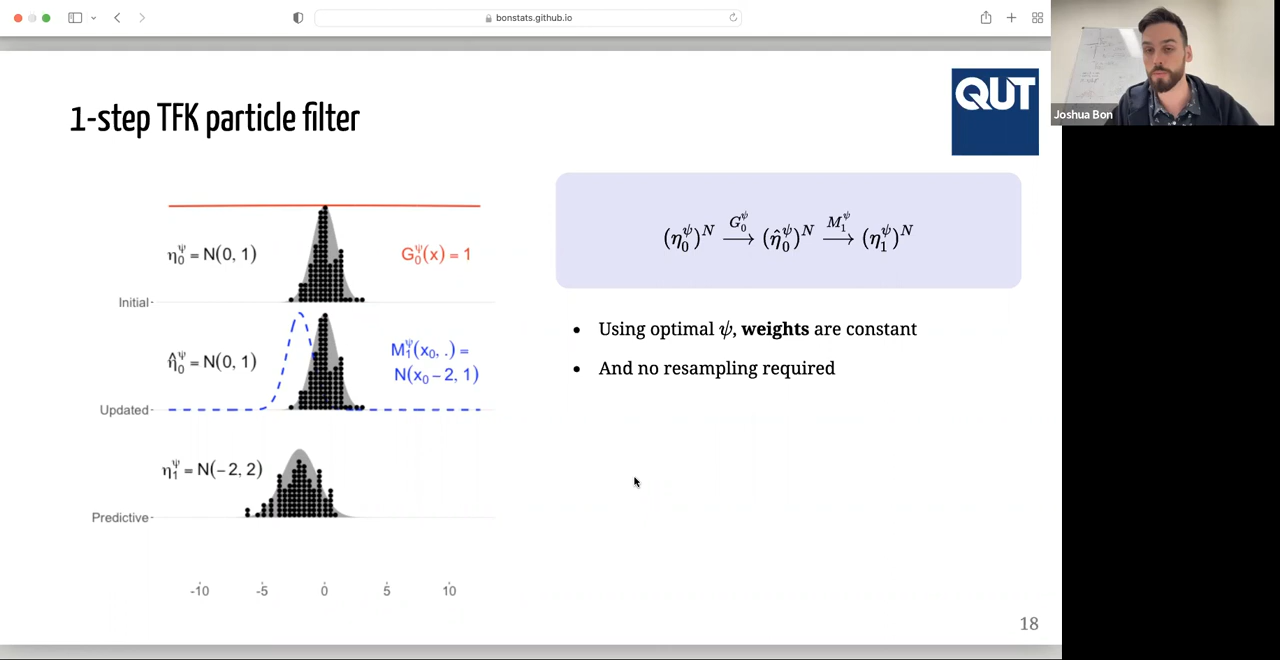 bonstats.github.io
1-step TFK particle filter
QUT
Joshua Bon
η₀^ψ = N(0, 1)
G₀^ψ(x) = 1
Initial
η̂₀^ψ = N(0, 1)
M₁^ψ(x₀, .) =
N(x₀ − 2, 1)
Updated
η₁^ψ = N(−2, 2)
Predictive
-10 -5 0 5 10
(η₀^ψ)^N —G₀^ψ→ (η̂₀^ψ)^N —M₁^ψ→ (η₁^ψ)^N
• Using optimal ψ, weights are constant
• And no resampling required
18